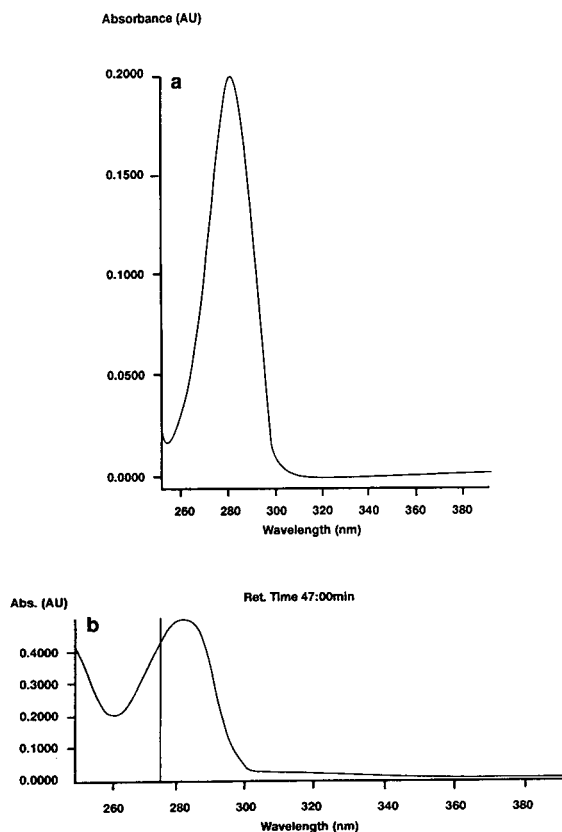 Absorbance (AU)
a
0.2000
0.1500
0.1000
0.0500
0.0000
260 280 300 320 340 360 380
Wavelength (nm)
Ret. Time 47:00min
Abs. (AU)
b
0.4000
0.3000
0.2000
0.1000
0.0000
260 280 300 320 340 360 380
Wavelength (nm)